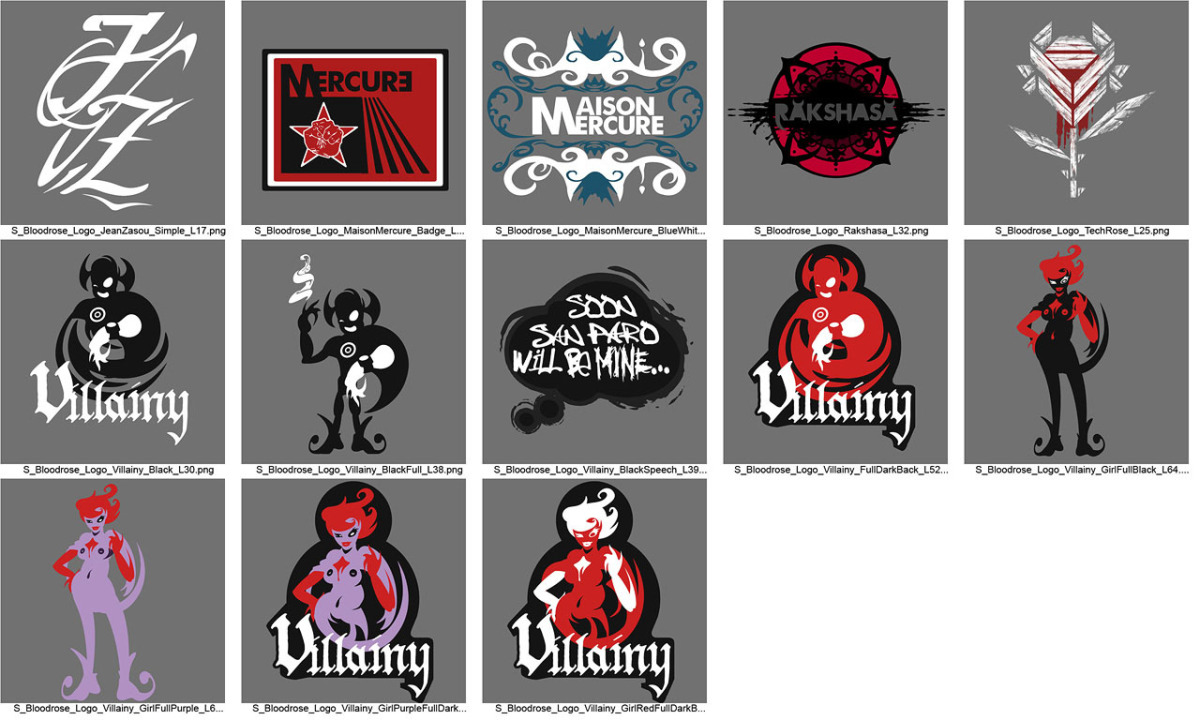 JZ
MERCURE
MAISON
MERCURE
RAKSHASA
S_Bloodrose_Logo_JeanZasou_Simple_L17.png
S_Bloodrose_Logo_MaisonMercure_Badge_L...
S_Bloodrose_Logo_MaisonMercure_BlueWhit...
S_Bloodrose_Logo_Rakshasa_L32.png
S_Bloodrose_Logo_TechRose_L25.png
Villainy
SOON
SAN PARO
WILL BE MINE...
Villainy
S_Bloodrose_Logo_Villainy_Black_L30.png
S_Bloodrose_Logo_Villainy_BlackFull_L38.png
S_Bloodrose_Logo_Villainy_BlackSpeech_L39...
S_Bloodrose_Logo_Villainy_FullDarkBack_L52...
S_Bloodrose_Logo_Villainy_GirlFullBlack_L64....
Villainy
Villainy
S_Bloodrose_Logo_Villainy_GirlFullPurple_L6...
S_Bloodrose_Logo_Villainy_GirlPurpleFullDark...
S_Bloodrose_Logo_Villainy_GirlRedFullDarkB...